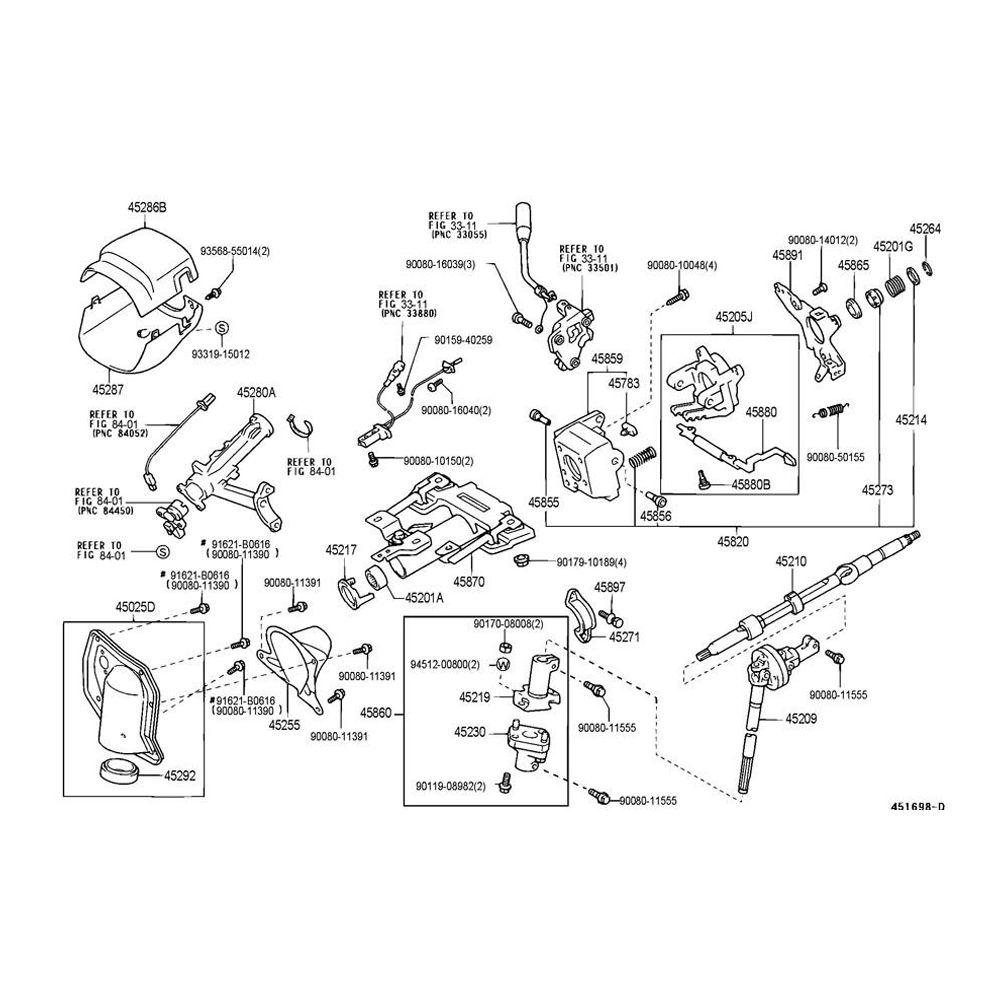 45286B
93568-55014(2)
S
93319-15012
45287
REFER TO
FIG 84-01
(PNC 84052)
45280A
REFER TO
FIG 84-01
REFER TO
FIG 84-01
(PNC 84450)
REFER TO
FIG 84-01
S
REFER TO
FIG 33-11
(PNC 33055)
90080-16039(3)
REFER TO
FIG 33-11
(PNC 33501)
90080-10048(4)
REFER TO
FIG 33-11
(PNC 33880)
90159-40259
90080-16040(2)
90080-10150(2)
45859
45783
45855
45856
45205J
45880
45880B
45820
45264
45201G
90080-14012(2)
45891
45865
45214
90080-50155
45273
# 91621-B0616
(90080-11390)
# 91621-B0616
(90080-11390)
45025D
90080-11391
45217
45201A
45870
90179-10189(4)
45897
45271
45210
90080-11391
# 91621-B0616
(90080-11390)
45255
90080-11391
45292
45860
90170-08008(2)
94512-00800(2)
W
45219
90080-11555
45230
90119-08982(2)
90080-11555
90080-11555
45209
451698-D